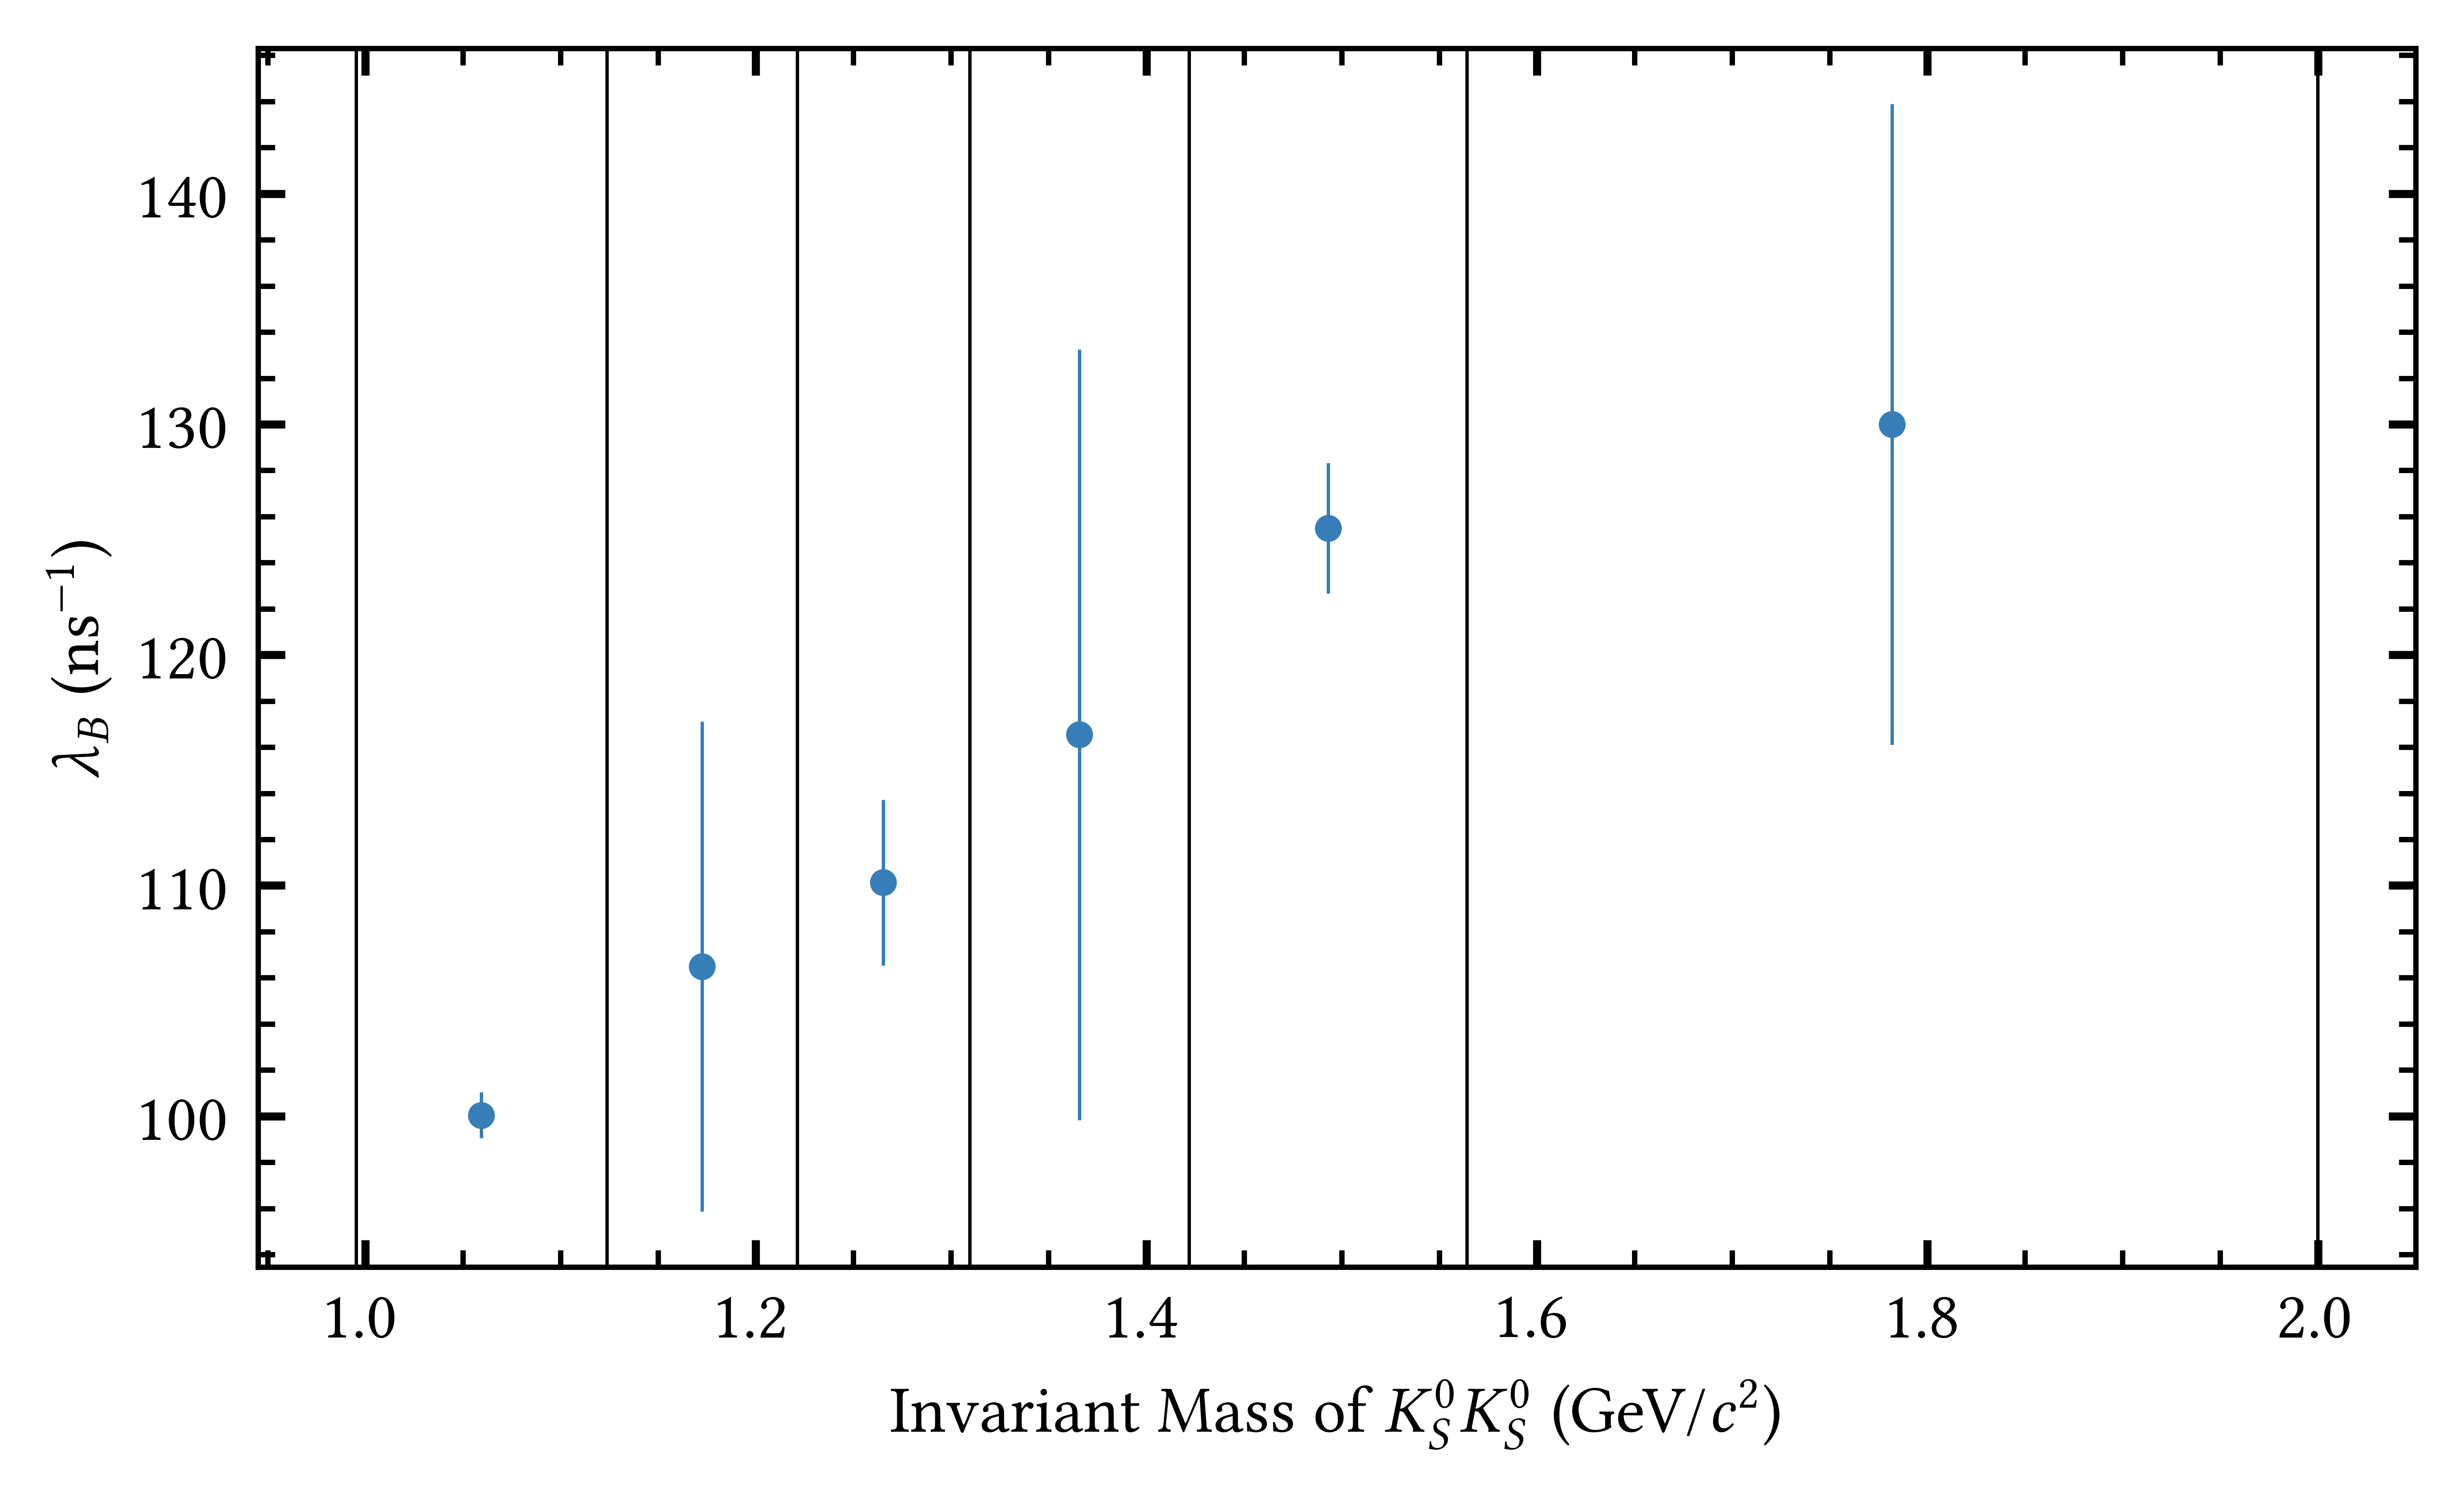 140
130
120
110
100
λ_B (ns⁻¹)
1.0 1.2 1.4 1.6 1.8 2.0
Invariant Mass of K⁰_S K⁰_S (GeV/c²)